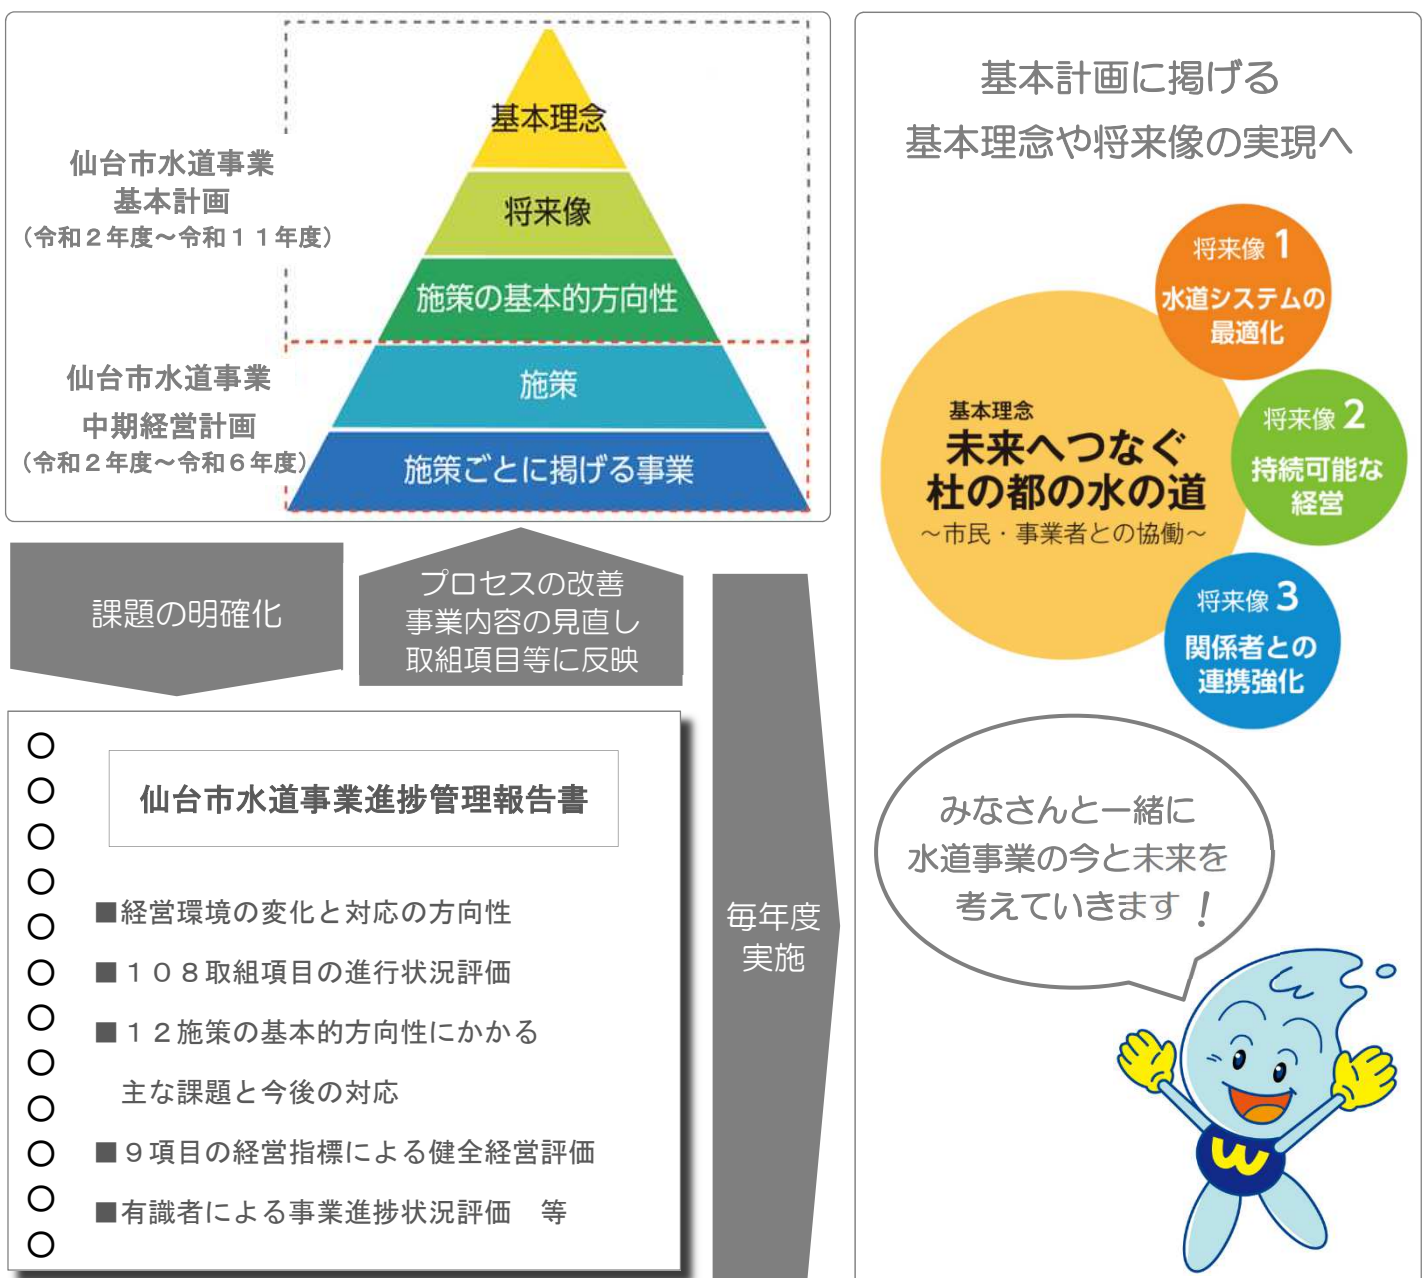 仙台市水道事業
基本計画
（令和２年度～令和１１年度）
仙台市水道事業
中期経営計画
（令和２年度～令和６年度）
基本理念
将来像
施策の基本的方向性
施策
施策ごとに掲げる事業
課題の明確化
プロセスの改善
事業内容の見直し
取組項目等に反映
仙台市水道事業進捗管理報告書
■経営環境の変化と対応の方向性
■１０８取組項目の進行状況評価
■１２施策の基本的方向性にかかる
主な課題と今後の対応
■９項目の経営指標による健全経営評価
■有識者による事業進捗状況評価　等
毎年度
実施
基本計画に掲げる
基本理念や将来像の実現へ
将来像 1
水道システムの
最適化
基本理念
未来へつなぐ
杜の都の水の道
～市民・事業者との協働～
将来像 2
持続可能な
経営
将来像 3
関係者との
連携強化
みなさんと一緒に
水道事業の今と未来を
考えていきます！
W